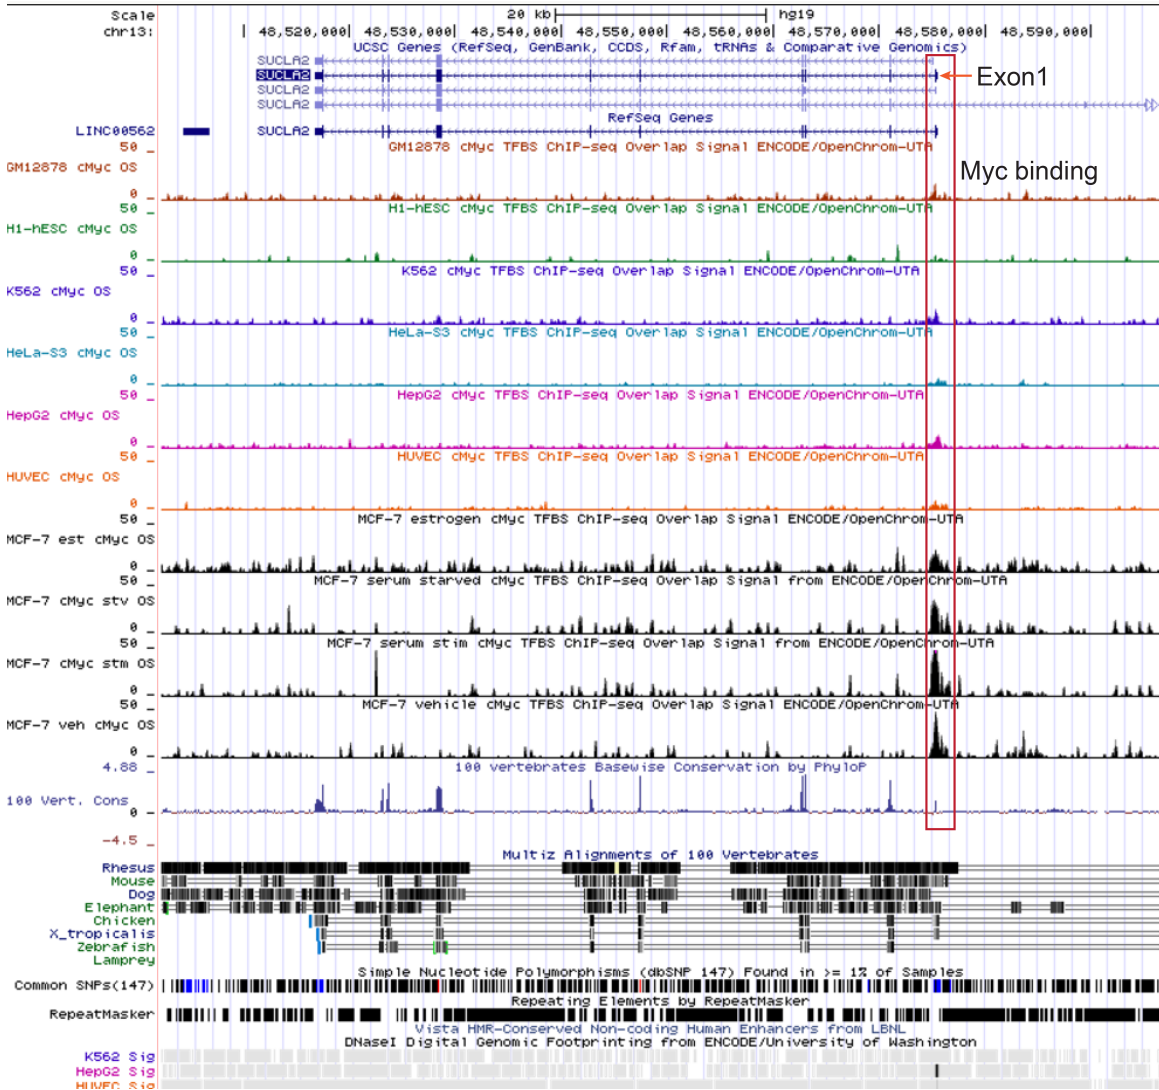 Scale 20 kb hg19
chr13: 48,520,000 48,530,000 48,540,000 48,550,000 48,560,000 48,570,000 48,580,000 48,590,000
UCSC Genes (RefSeq, GenBank, CCDS, Rfam, tRNAs & Comparative Genomics)
SUCLA2
SUCLA2 Exon1
SUCLA2
SUCLA2
RefSeq Genes
LINC00562 SUCLA2
50 _ GM12878 cMyc TFBS ChIP-seq Overlap Signal ENCODE/OpenChrom-UTA
GM12878 cMyc OS Myc binding
0 _
50 _ H1-hESC cMyc TFBS ChIP-seq Overlap Signal ENCODE/OpenChrom-UTA
H1-hESC cMyc OS
0 _
50 _ K562 cMyc TFBS ChIP-seq Overlap Signal ENCODE/OpenChrom-UTA
K562 cMyc OS
0 _
50 _ HeLa-S3 cMyc TFBS ChIP-seq Overlap Signal ENCODE/OpenChrom-UTA
HeLa-S3 cMyc OS
0 _
50 _ HepG2 cMyc TFBS ChIP-seq Overlap Signal ENCODE/OpenChrom-UTA
HepG2 cMyc OS
0 _
50 _ HUVEC cMyc TFBS ChIP-seq Overlap Signal ENCODE/OpenChrom-UTA
HUVEC cMyc OS
0 _
50 _ MCF-7 estrogen cMyc TFBS ChIP-seq Overlap Signal ENCODE/OpenChrom-UTA
MCF-7 est cMyc OS
0 _
50 _ MCF-7 serum starved cMyc TFBS ChIP-seq Overlap Signal from ENCODE/OpenChrom-UTA
MCF-7 cMyc stv OS
0 _
50 _ MCF-7 serum stim cMyc TFBS ChIP-seq Overlap Signal from ENCODE/OpenChrom-UTA
MCF-7 cMyc stm OS
0 _
50 _ MCF-7 vehicle cMyc TFBS ChIP-seq Overlap Signal ENCODE/OpenChrom-UTA
MCF-7 veh cMyc OS
0 _
4.88 _ 100 vertebrates Basewise Conservation by PhyloP
100 Vert. Cons
0 _
-4.5 _
Multiz Alignments of 100 Vertebrates
Rhesus
Mouse
Dog
Elephant
Chicken
X_tropicalis
Zebrafish
Lamprey
Simple Nucleotide Polymorphisms (dbSNP 147) Found in >= 1% of Samples
Common SNPs(147)
Repeating Elements by RepeatMasker
RepeatMasker
Vista HMR-Conserved Non-coding Human Enhancers from LBNL
DNaseI Digital Genomic Footprinting from ENCODE/University of Washington
K562 Sig
HepG2 Sig
HUVEC Sig